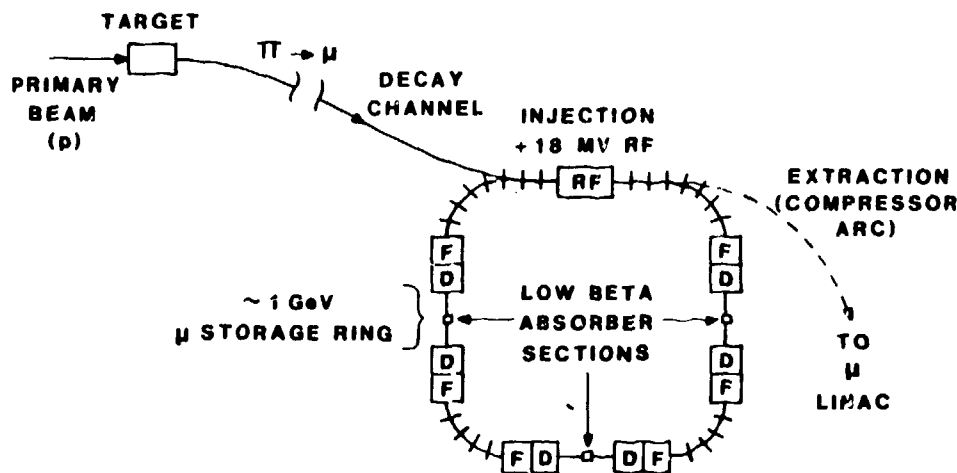 TARGET
π → μ
PRIMARY
BEAM
(p)
DECAY
CHANNEL
INJECTION
+ 18 MV RF
RF
EXTRACTION
(COMPRESSOR
ARC)
F
D
F
D
~ 1 GeV
μ STORAGE RING
LOW BETA
ABSORBER
SECTIONS
D
F
D
F
TO
μ
LINAC
F D
D F